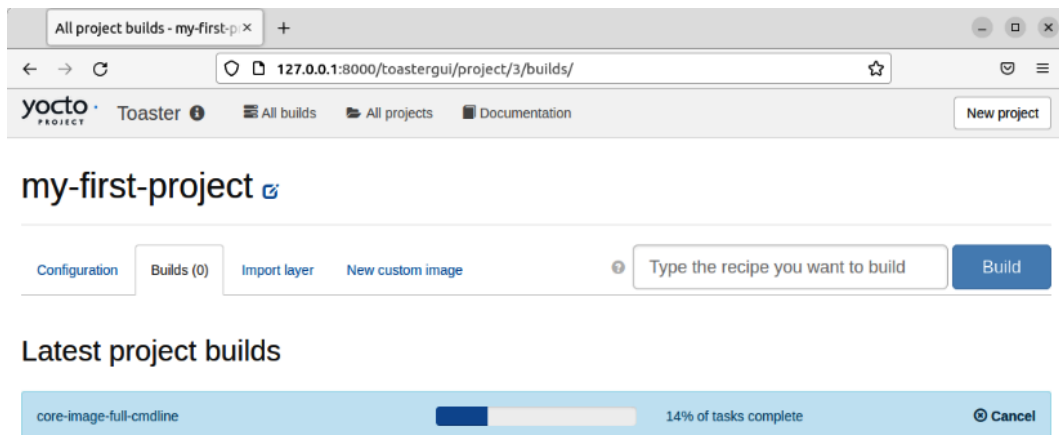 All project builds - my-first-p
127.0.0.1:8000/toastergui/project/3/builds/
yocto PROJECT Toaster All builds All projects Documentation New project
my-first-project
Configuration Builds (0) Import layer New custom image Type the recipe you want to build Build
Latest project builds
core-image-full-cmdline 14% of tasks complete Cancel